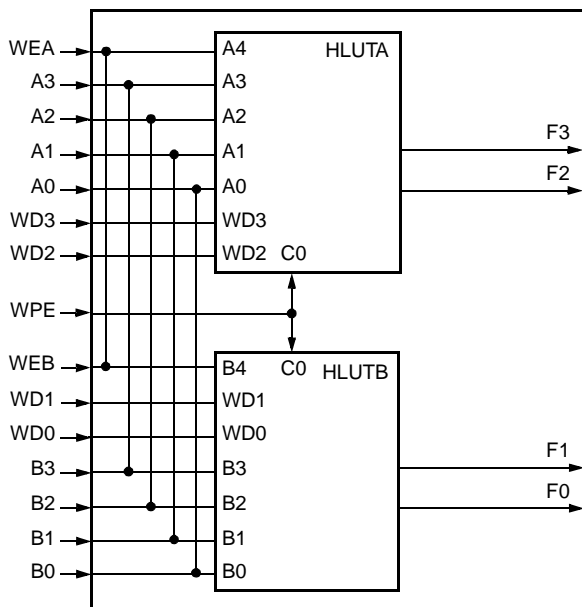 WEA A4 HLUTA
A3 A3
A2 A2 F3
A1 A1
A0 A0 F2
WD3 WD3
WD2 WD2 C0
WPE
WEB B4 C0 HLUTB
WD1 WD1
WD0 WD0
B3 B3 F1
B2 B2 F0
B1 B1
B0 B0